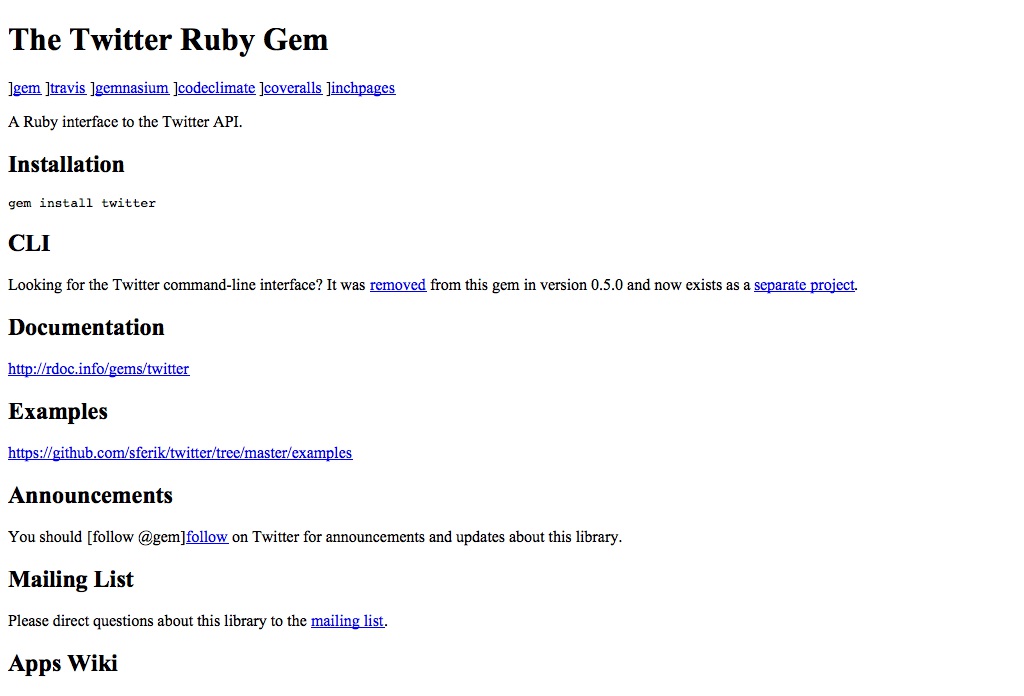 The Twitter Ruby Gem
]gem ]travis ]gemnasium ]codeclimate ]coveralls ]inchpages
A Ruby interface to the Twitter API.
Installation
gem install twitter
CLI
Looking for the Twitter command-line interface? It was removed from this gem in version 0.5.0 and now exists as a separate project.
Documentation
http://rdoc.info/gems/twitter
Examples
https://github.com/sferik/twitter/tree/master/examples
Announcements
You should [follow @gem]follow on Twitter for announcements and updates about this library.
Mailing List
Please direct questions about this library to the mailing list.
Apps Wiki